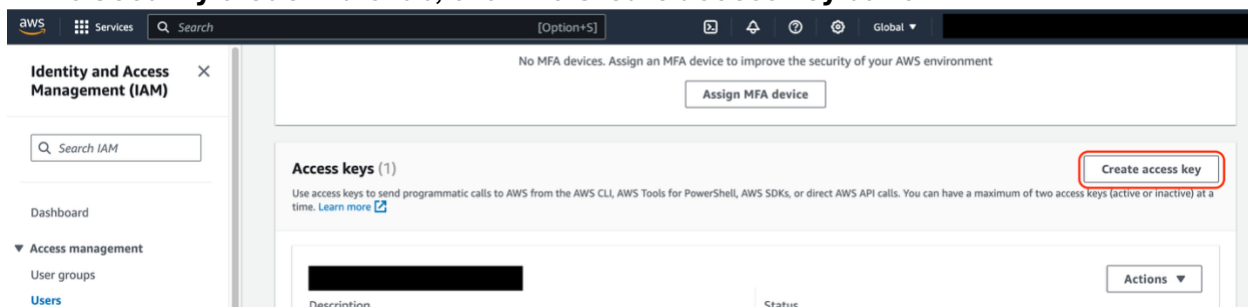 aws Services Search [Option+S] Global
Identity and Access
Management (IAM)
Search IAM
Dashboard
Access management
User groups
Users
No MFA devices. Assign an MFA device to improve the security of your AWS environment
Assign MFA device
Access keys (1)
Create access key
Use access keys to send programmatic calls to AWS from the AWS CLI, AWS Tools for PowerShell, AWS SDKs, or direct AWS API calls. You can have a maximum of two access keys (active or inactive) at a
time. Learn more
Actions
Description
Status